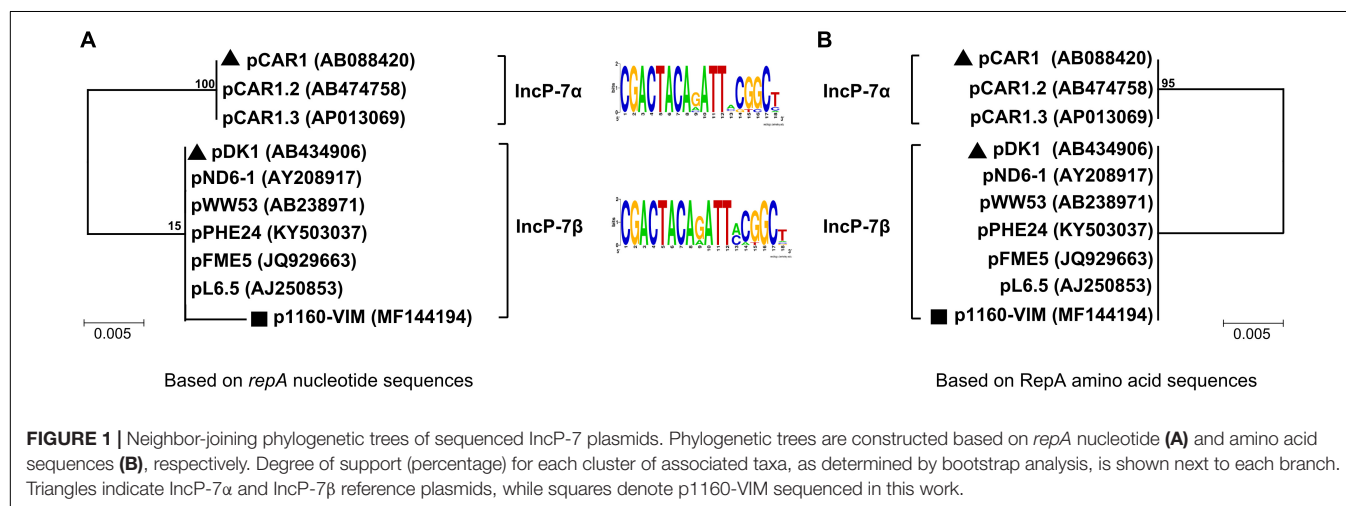 A
pCAR1 (AB088420)
100
pCAR1.2 (AB474758)
pCAR1.3 (AP013069)
IncP-7α
pDK1 (AB434906)
pND6-1 (AY208917)
pWW53 (AB238971)
15
pPHE24 (KY503037)
pFME5 (JQ929663)
pL6.5 (AJ250853)
p1160-VIM (MF144194)
IncP-7β
0.005
Based on repA nucleotide sequences
CGACTACAGATT CGGCT
CGACTACAGATTACGGCT
B
IncP-7α
pCAR1 (AB088420)
95
pCAR1.2 (AB474758)
pCAR1.3 (AP013069)
IncP-7β
pDK1 (AB434906)
pND6-1 (AY208917)
pWW53 (AB238971)
pPHE24 (KY503037)
pFME5 (JQ929663)
pL6.5 (AJ250853)
p1160-VIM (MF144194)
0.005
Based on RepA amino acid sequences
FIGURE 1 | Neighbor-joining phylogenetic trees of sequenced IncP-7 plasmids. Phylogenetic trees are constructed based on repA nucleotide (A) and amino acid
sequences (B), respectively. Degree of support (percentage) for each cluster of associated taxa, as determined by bootstrap analysis, is shown next to each branch.
Triangles indicate IncP-7α and IncP-7β reference plasmids, while squares denote p1160-VIM sequenced in this work.